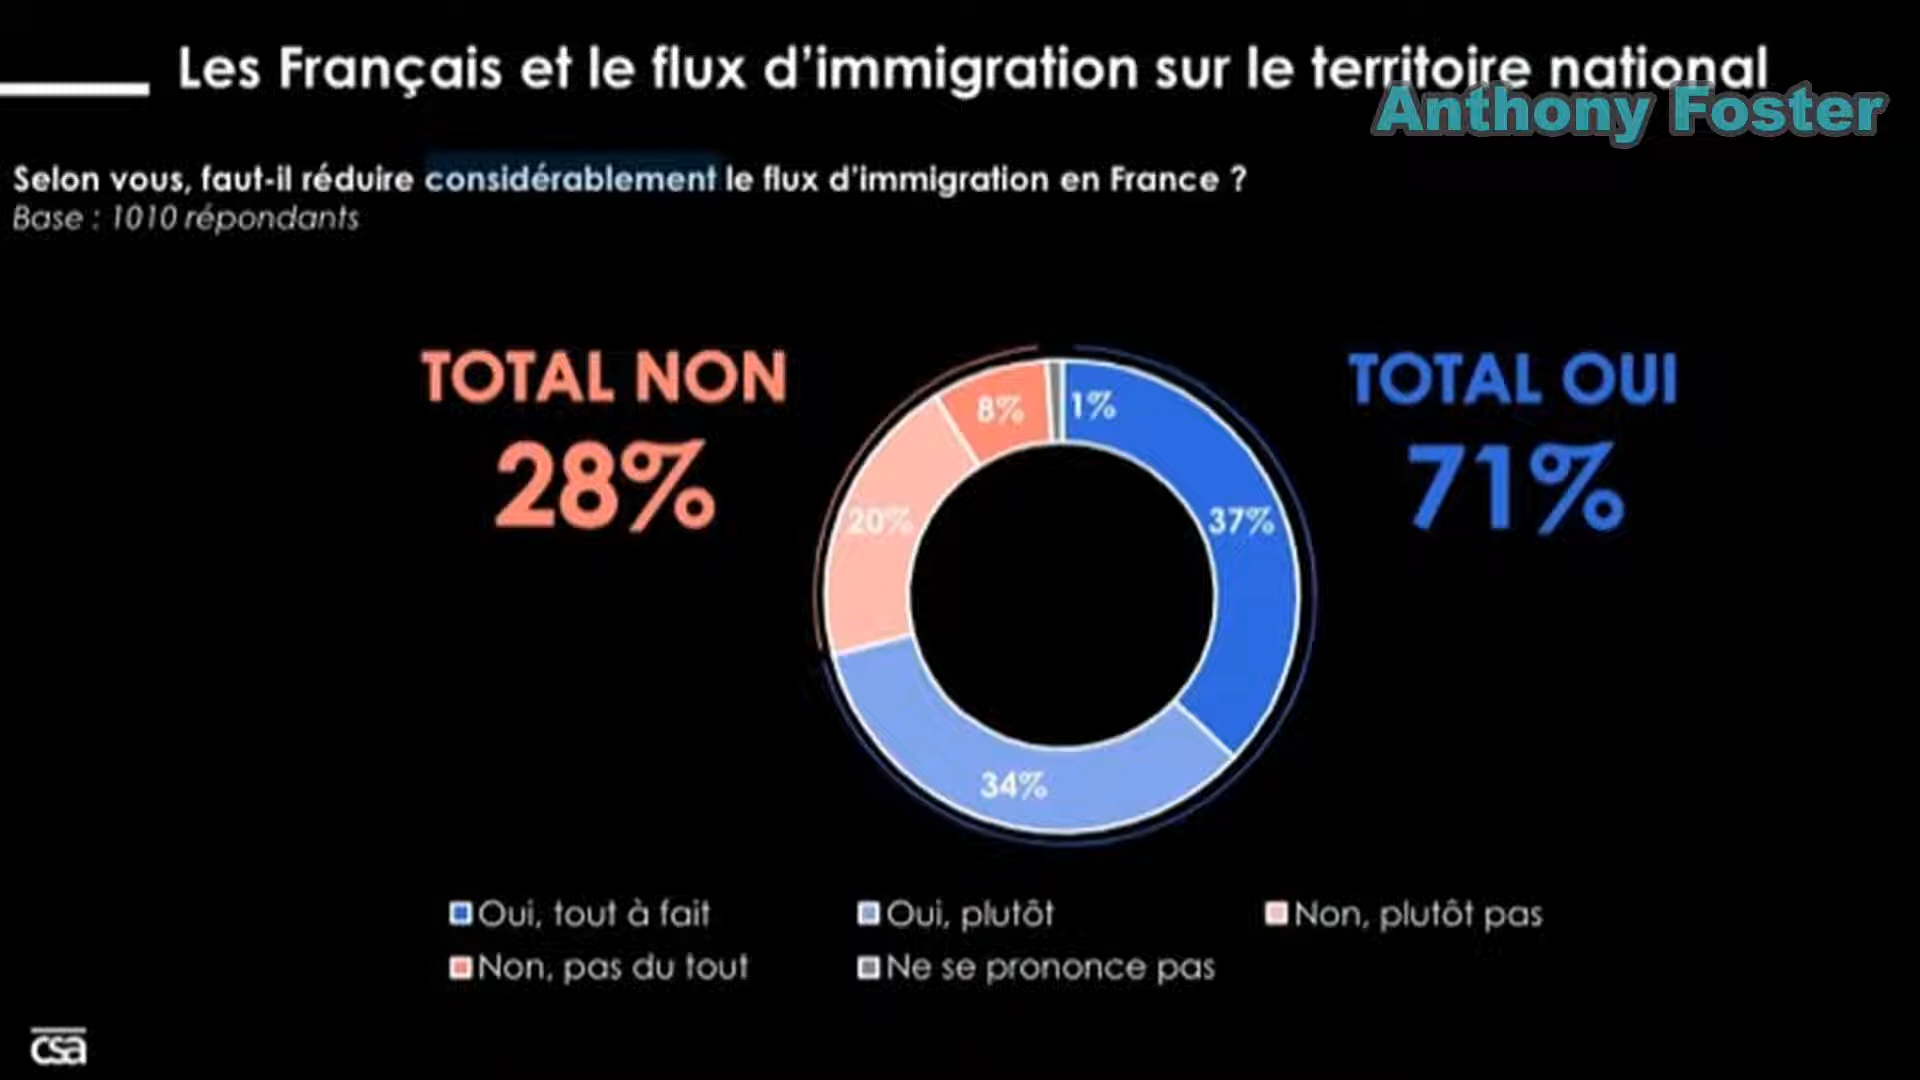 Les Français et le flux d'immigration sur le territoire national
Anthony Foster
Selon vous, faut-il réduire considérablement le flux d'immigration en France ?
Base : 1010 répondants
TOTAL NON
28%
TOTAL OUI
71%
8%
1%
20%
37%
34%
Oui, tout à fait
Oui, plutôt
Non, plutôt pas
Non, pas du tout
Ne se prononce pas
csa